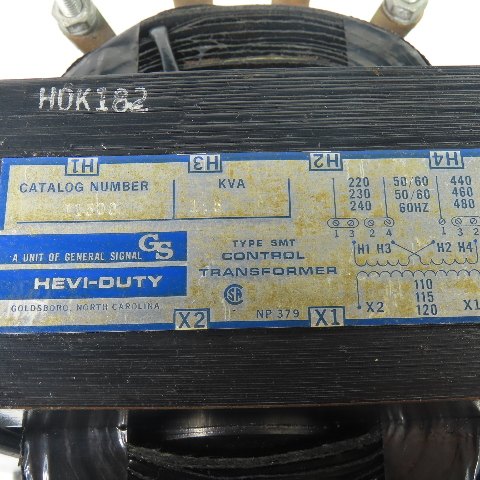 HOK182
H1 H3 H2 H4
CATALOG NUMBER KVA
220 50/60 440
230 50/60 460
240 60HZ 480
1 3 2 4 1 3 2
A UNIT OF GENERAL SIGNAL GS
TYPE SMT
CONTROL
TRANSFORMER
H1 H3 H2 H4
HEVI-DUTY
110
115
120
X2 X1
GOLDSBORO, NORTH CAROLINA
X2 SA NP 379 X1